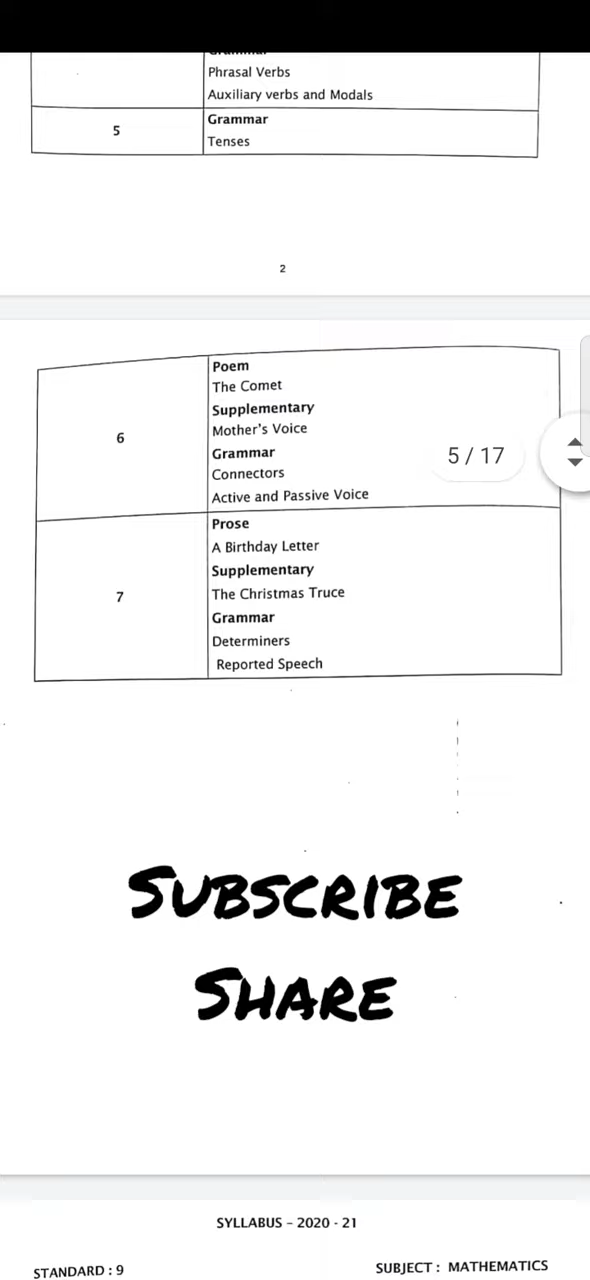 Grammar
Phrasal Verbs
Auxiliary verbs and Modals
5
Grammar
Tenses
2
6
Poem
The Comet
Supplementary
Mother's Voice
Grammar
Connectors
Active and Passive Voice
5 / 17
7
Prose
A Birthday Letter
Supplementary
The Christmas Truce
Grammar
Determiners
Reported Speech
SUBSCRIBE
SHARE
SYLLABUS – 2020 - 21
STANDARD : 9
SUBJECT : MATHEMATICS